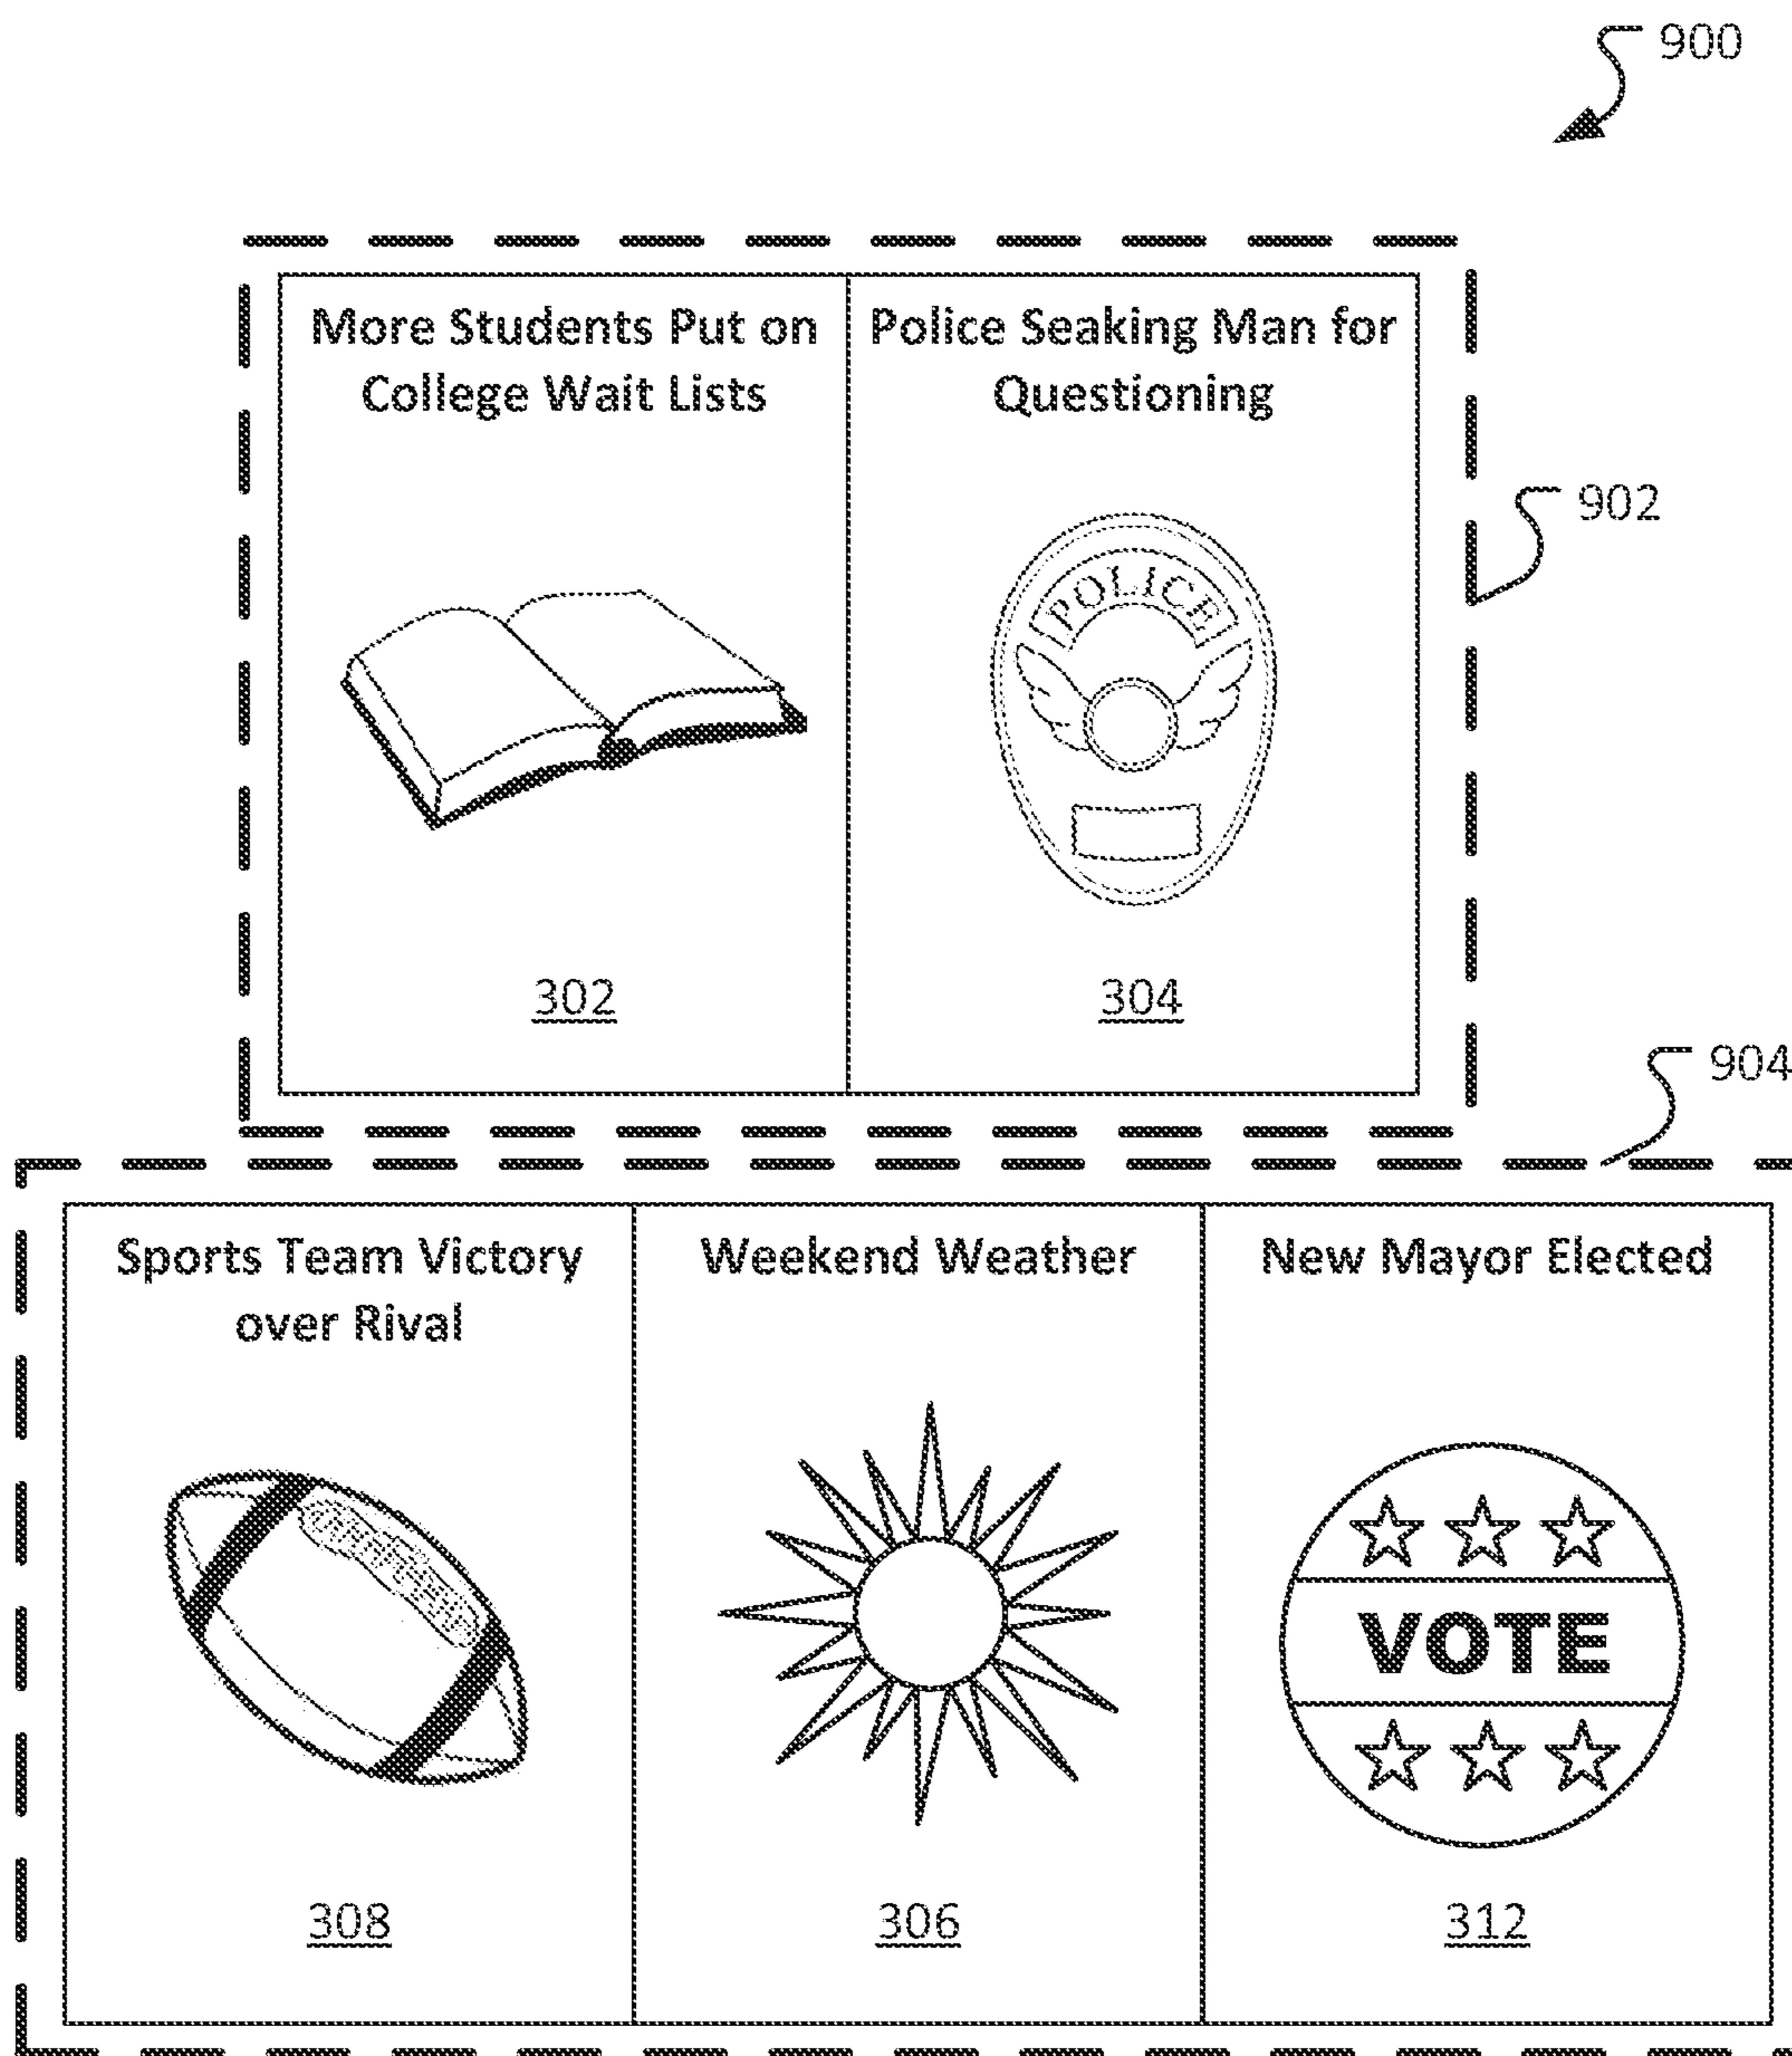 900
More Students Put on
College Wait Lists
Police Seaking Man for
Questioning
902
POLICE
302
304
904
Sports Team Victory
over Rival
Weekend Weather
New Mayor Elected
VOTE
308
306
312